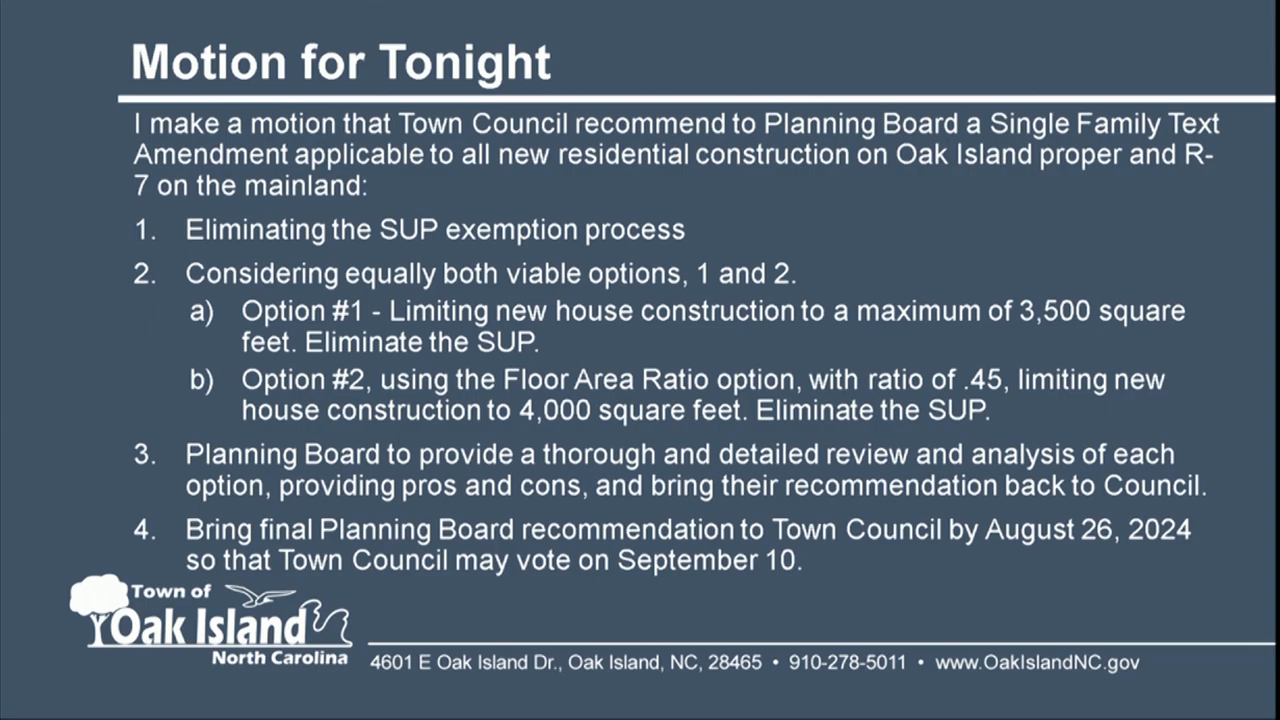 Motion for Tonight
I make a motion that Town Council recommend to Planning Board a Single Family Text
Amendment applicable to all new residential construction on Oak Island proper and R-
7 on the mainland:
1. Eliminating the SUP exemption process
2. Considering equally both viable options, 1 and 2.
a) Option #1 - Limiting new house construction to a maximum of 3,500 square
feet. Eliminate the SUP.
b) Option #2, using the Floor Area Ratio option, with ratio of .45, limiting new
house construction to 4,000 square feet. Eliminate the SUP.
3. Planning Board to provide a thorough and detailed review and analysis of each
option, providing pros and cons, and bring their recommendation back to Council.
4. Bring final Planning Board recommendation to Town Council by August 26, 2024
so that Town Council may vote on September 10.
Town of
Oak Island
North Carolina
4601 E Oak Island Dr., Oak Island, NC, 28465 • 910-278-5011 • www.OakIslandNC.gov